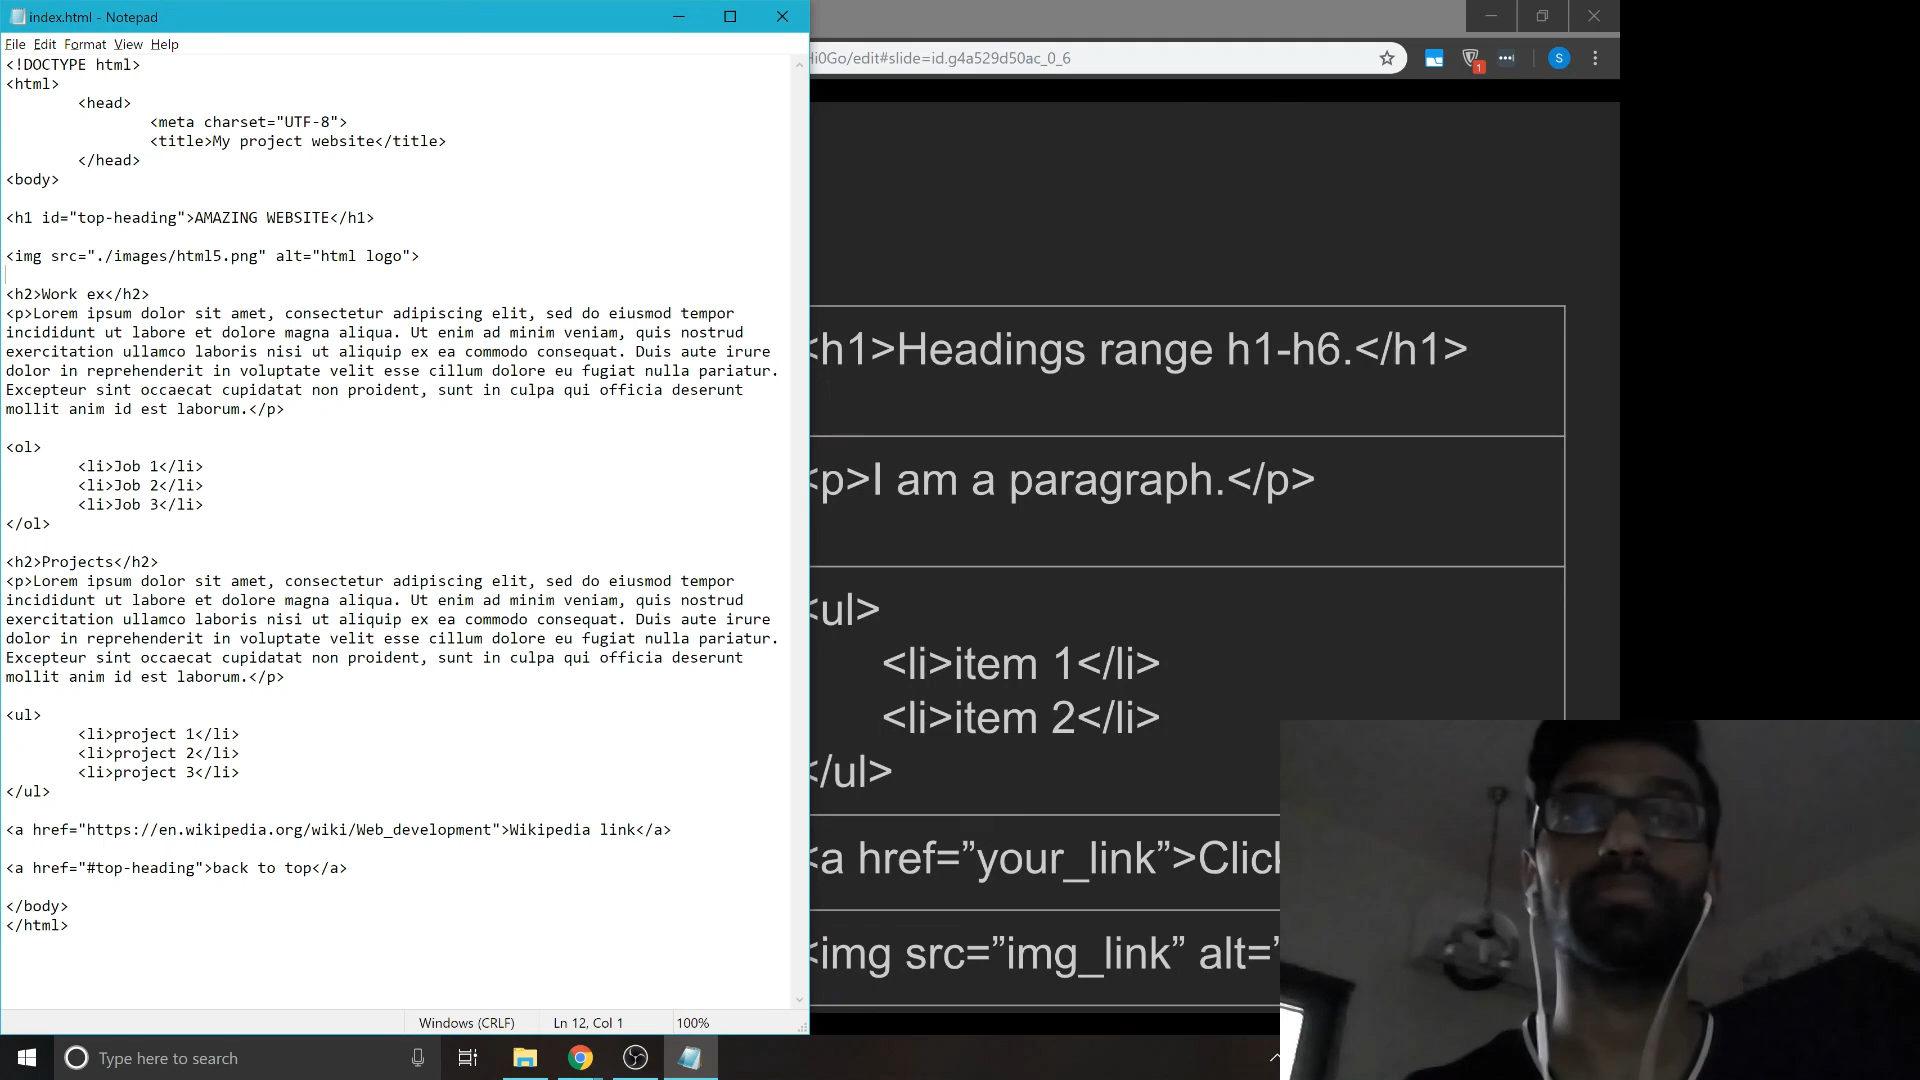 index.html - Notepad
File Edit Format View Help
<!DOCTYPE html>
<html>
<head>
<meta charset="UTF-8">
<title>My project website</title>
</head>
<body>
<h1 id="top-heading">AMAZING WEBSITE</h1>
<img src="./images/html5.png" alt="html logo">
<h2>Work ex</h2>
<p>Lorem ipsum dolor sit amet, consectetur adipiscing elit, sed do eiusmod tempor
incididunt ut labore et dolore magna aliqua. Ut enim ad minim veniam, quis nostrud
exercitation ullamco laboris nisi ut aliquip ex ea commodo consequat. Duis aute irure
dolor in reprehenderit in voluptate velit esse cillum dolore eu fugiat nulla pariatur.
Excepteur sint occaecat cupidatat non proident, sunt in culpa qui officia deserunt
mollit anim id est laborum.</p>
<ol>
<li>Job 1</li>
<li>Job 2</li>
<li>Job 3</li>
</ol>
<h2>Projects</h2>
<p>Lorem ipsum dolor sit amet, consectetur adipiscing elit, sed do eiusmod tempor
incididunt ut labore et dolore magna aliqua. Ut enim ad minim veniam, quis nostrud
exercitation ullamco laboris nisi ut aliquip ex ea commodo consequat. Duis aute irure
dolor in reprehenderit in voluptate velit esse cillum dolore eu fugiat nulla pariatur.
Excepteur sint occaecat cupidatat non proident, sunt in culpa qui officia deserunt
mollit anim id est laborum.</p>
<ul>
<li>project 1</li>
<li>project 2</li>
<li>project 3</li>
</ul>
<a href="https://en.wikipedia.org/wiki/Web_development">Wikipedia link</a>
<a href="#top-heading">back to top</a>
</body>
</html>
Windows (CRLF) Ln 12, Col 1 100%
i0Go/edit#slide=id.g4a529d50ac_0_6
1
S
<h1>Headings range h1-h6.</h1>
<p>I am a paragraph.</p>
<ul>
<li>item 1</li>
<li>item 2</li>
</ul>
<a href=”your_link”>Click
<img src=”img_link” alt=”
Type here to search